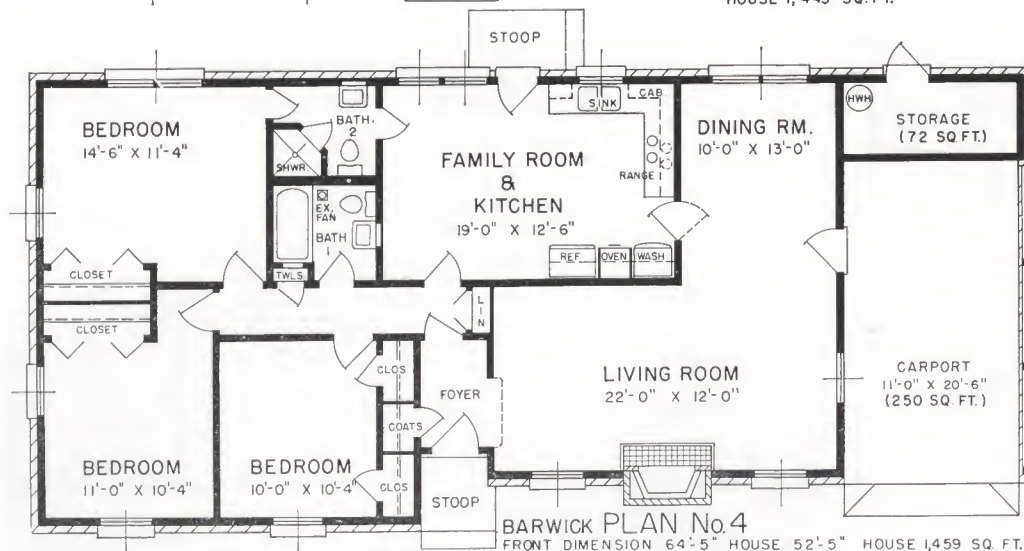 STOOP
BEDROOM
14'-6" X 11'-4"
BATH.
2
SHWR.
FAMILY ROOM
&
KITCHEN
19'-0" X 12'-6"
SINK
CAB
RANGE
DINING RM.
10'-0" X 13'-0"
HWH
STORAGE
(72 SQ.FT.)
EX.
FAN
BATH
1
TWLS.
REF
OVEN
WASH
CLOSET
CLOSET
LIN
CLOS
FOYER
COATS
CLOS
LIVING ROOM
22'-0" X 12'-0"
CARPORT
11'-0" X 20'-6"
(250 SQ. FT.)
BEDROOM
11'-0" X 10'-4"
BEDROOM
10'-0" X 10'-4"
STOOP
BARWICK PLAN No. 4
FRONT DIMENSION 64'-5" HOUSE 52'-5" HOUSE 1,459 SQ. FT.